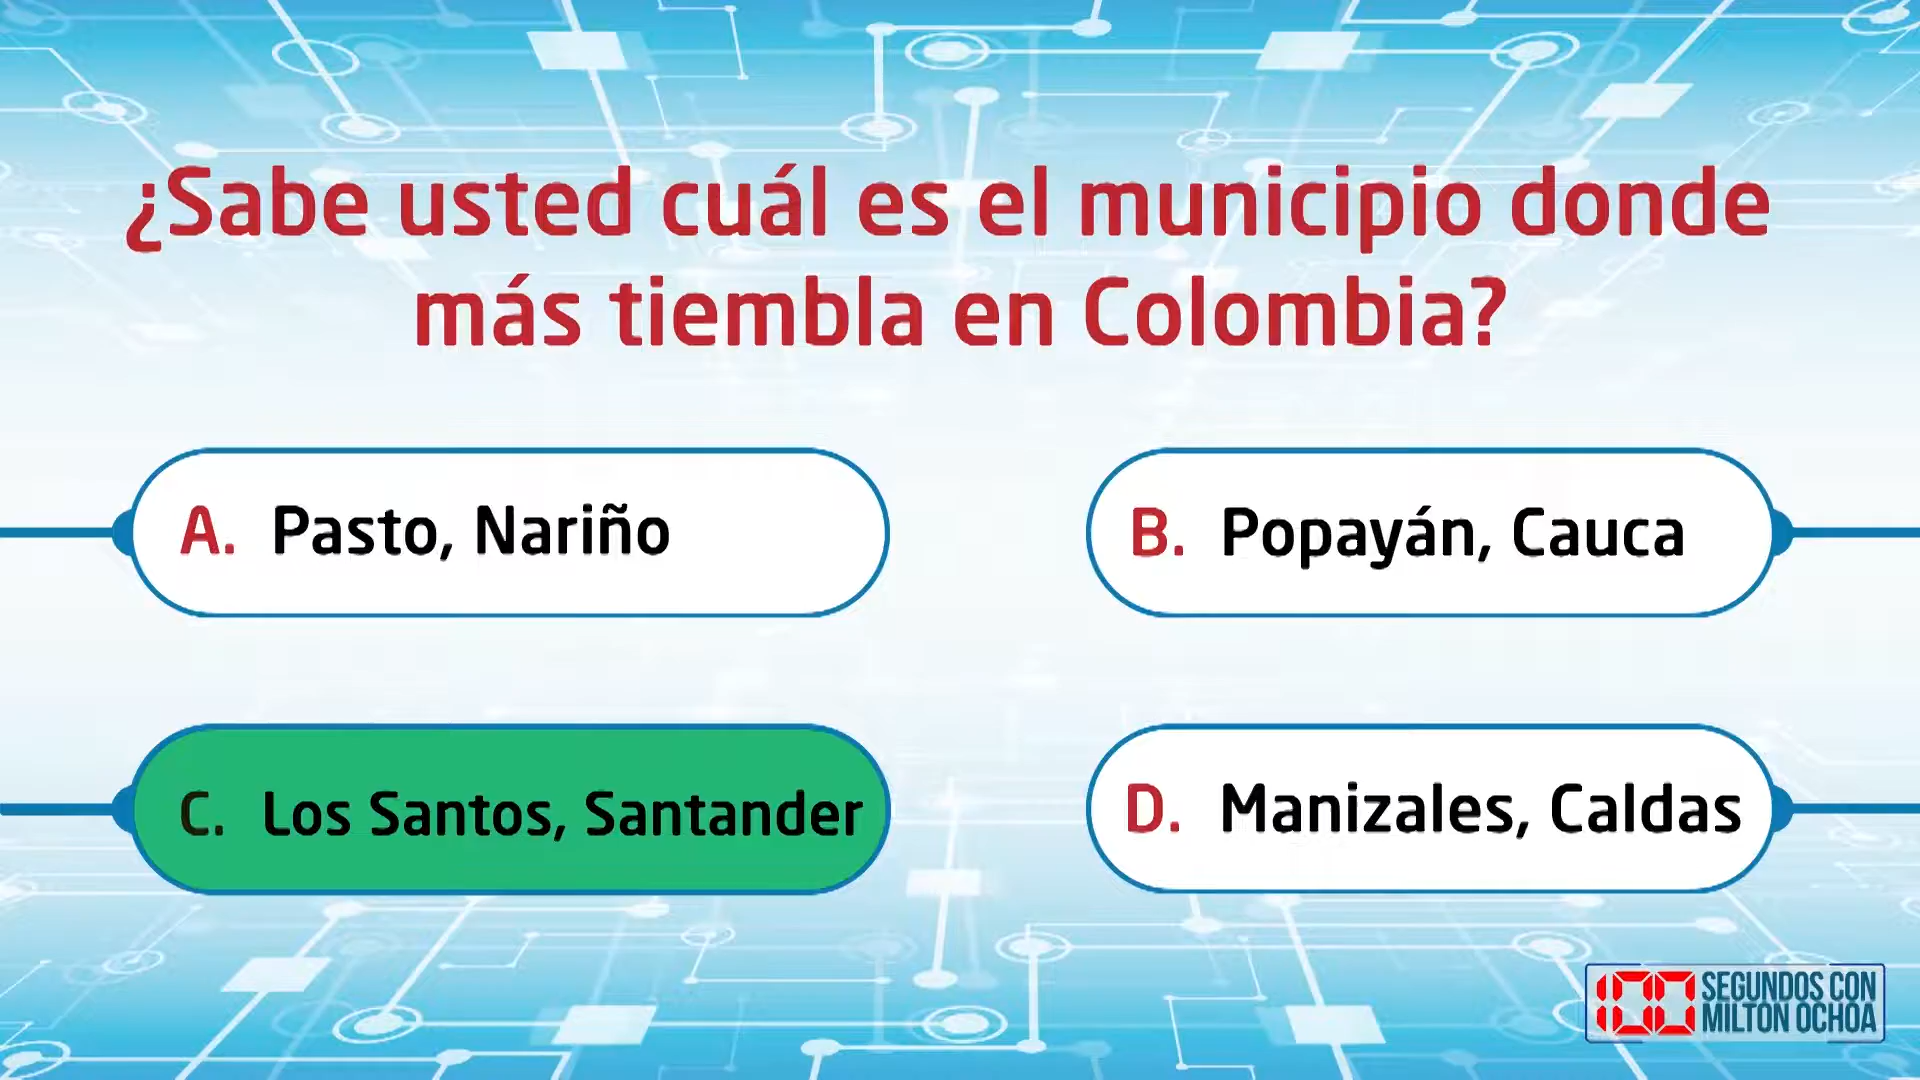 ¿Sabe usted cuál es el municipio donde
más tiembla en Colombia?
A. Pasto, Nariño
B. Popayán, Cauca
C. Los Santos, Santander
D. Manizales, Caldas
100 SEGUNDOS CON
MILTON OCHOA